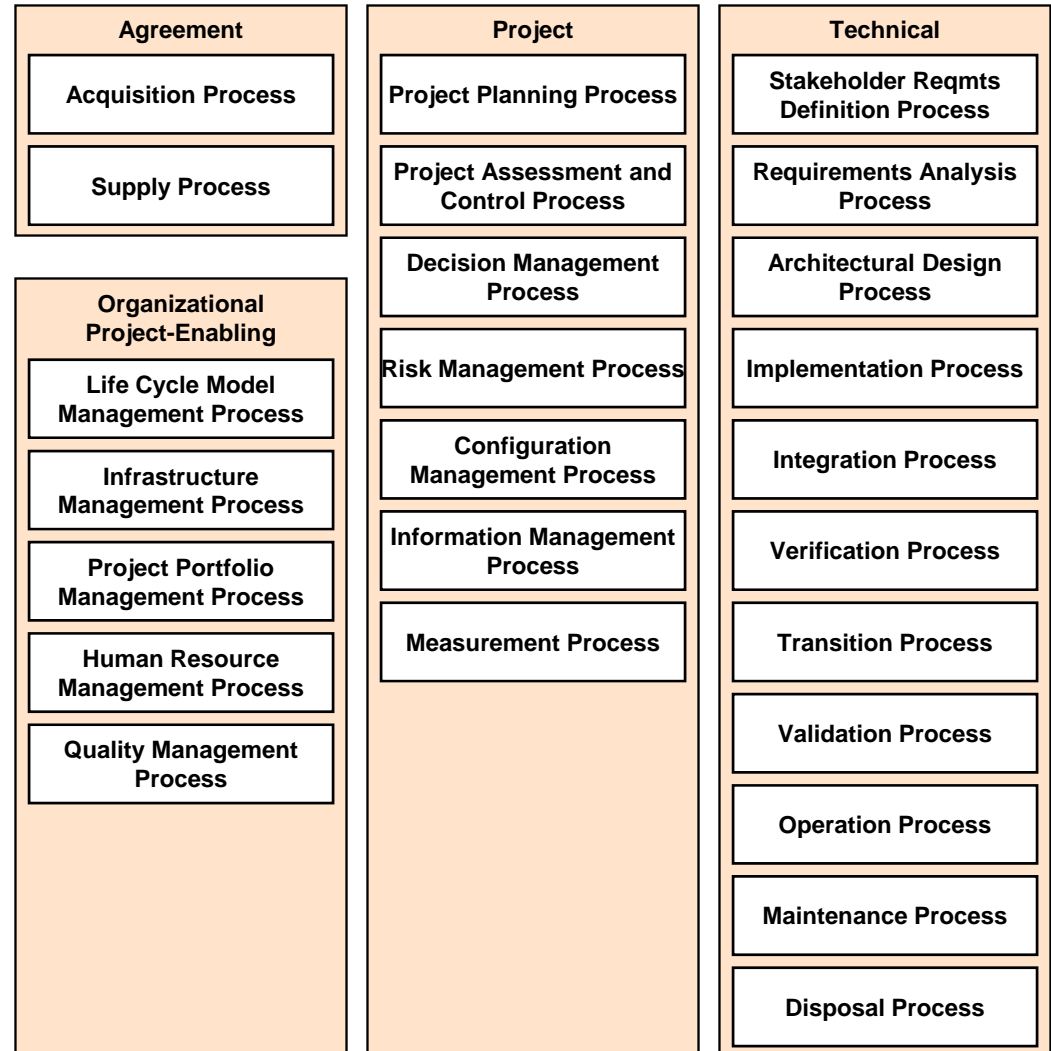 Agreement
Acquisition Process
Supply Process
Organizational
Project-Enabling
Life Cycle Model
Management Process
Infrastructure
Management Process
Project Portfolio
Management Process
Human Resource
Management Process
Quality Management
Process
Project
Project Planning Process
Project Assessment and
Control Process
Decision Management
Process
Risk Management Process
Configuration
Management Process
Information Management
Process
Measurement Process
Technical
Stakeholder Reqmts
Definition Process
Requirements Analysis
Process
Architectural Design
Process
Implementation Process
Integration Process
Verification Process
Transition Process
Validation Process
Operation Process
Maintenance Process
Disposal Process